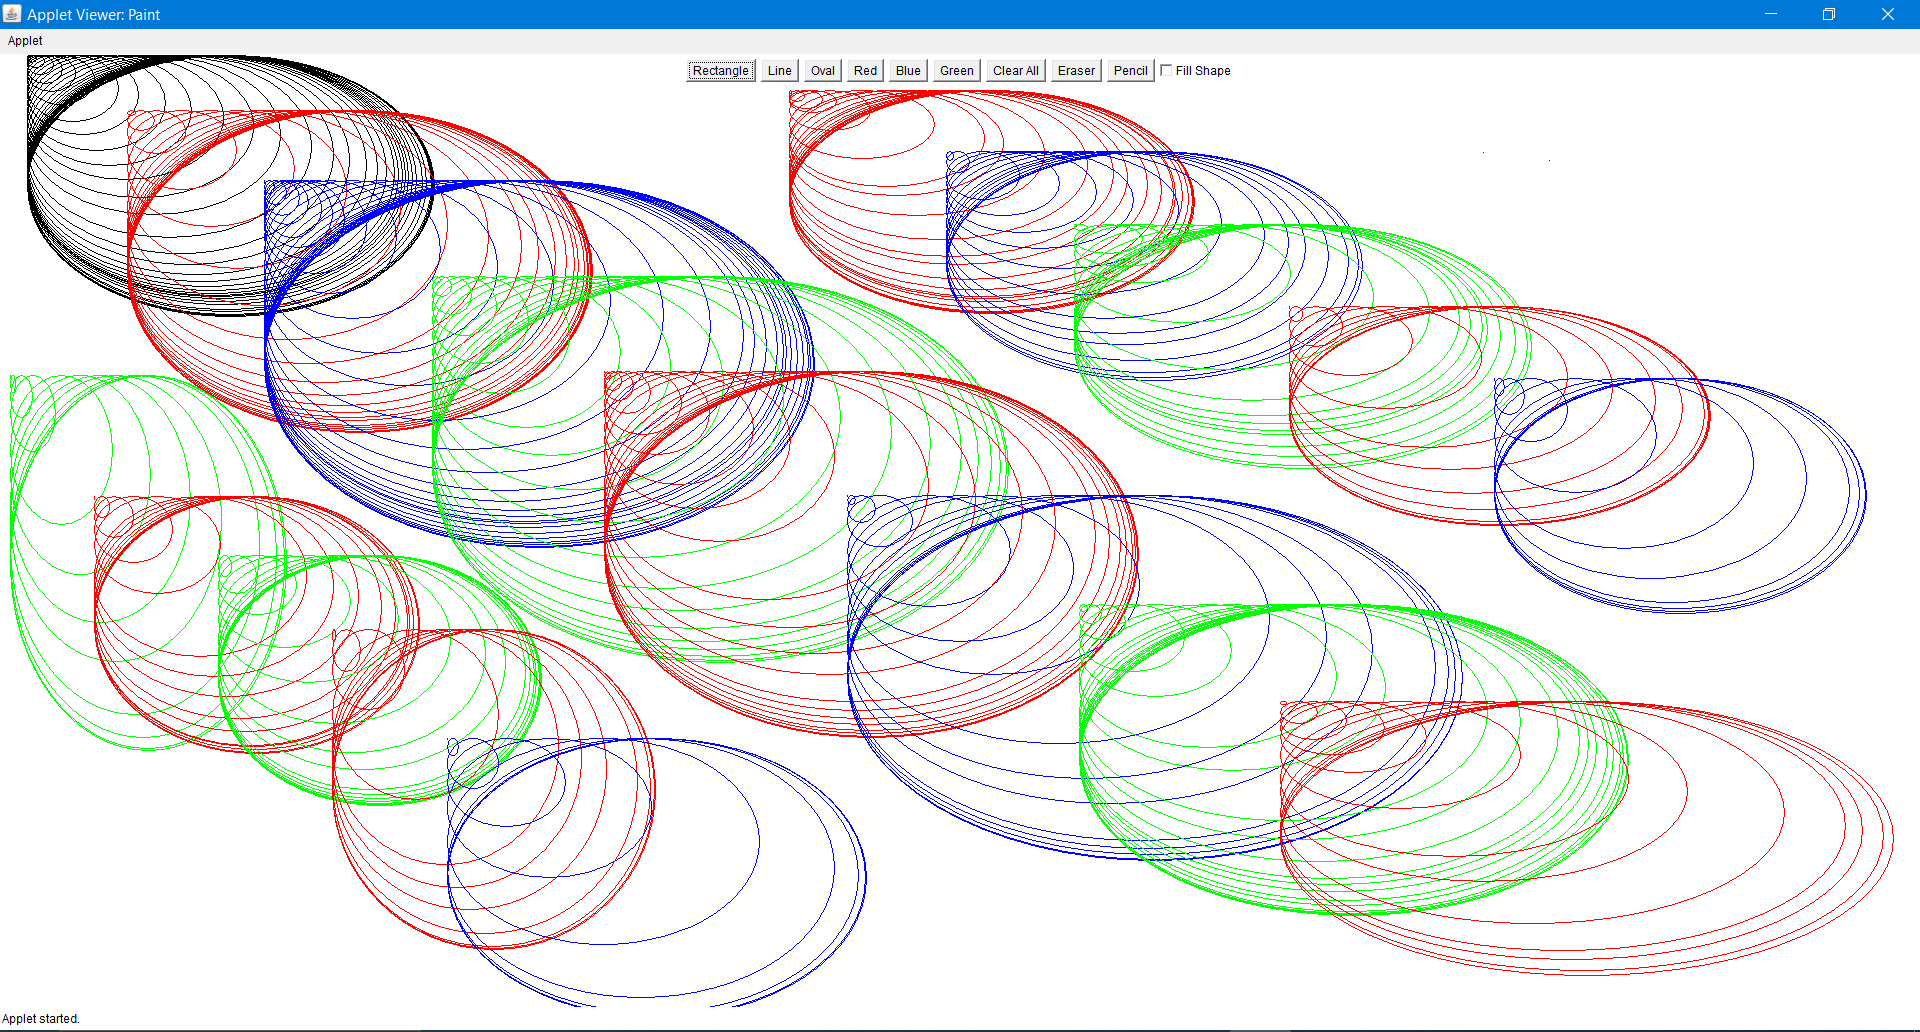 Applet Viewer: Paint
Applet
Rectangle Line Oval Red Blue Green Clear All Eraser Pencil Fill Shape
Applet started.